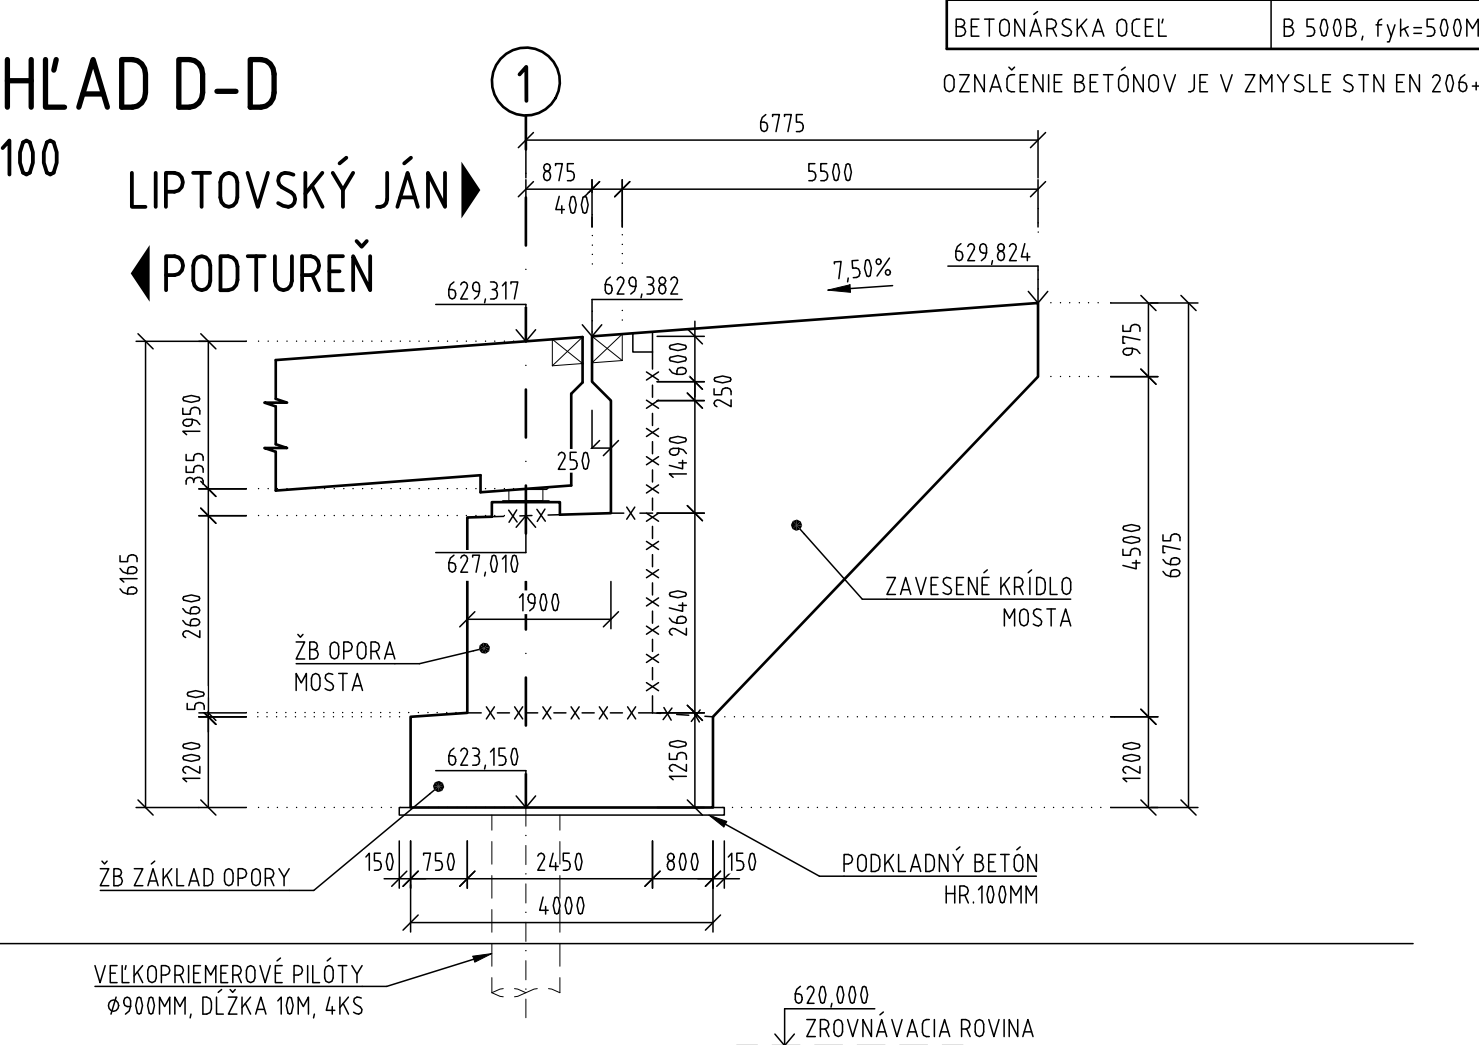 BETONÁRSKA OCEĽ
B 500B, fyk=500M
HĽAD D-D
1
OZNAČENIE BETÓNOV JE V ZMYSLE STN EN 206+
100
6775
LIPTOVSKÝ JÁN
875
5500
400
PODTUREŇ
629,824
7,50%
629,317
629,382
975
600
250
1950
1490
355
250
627,010
4500
6675
6165
ZAVESENÉ KRÍDLO
MOSTA
1900
2660
2640
ŽB OPORA
MOSTA
50
623,150
1200
1250
1200
150
750
2450
800
150
PODKLADNÝ BETÓN
HR.100MM
ŽB ZÁKLAD OPORY
4000
VEĽKOPRIEMEROVÉ PILÓTY
Φ900MM, DĹŽKA 10M, 4KS
620,000
ZROVNÁVACIA ROVINA